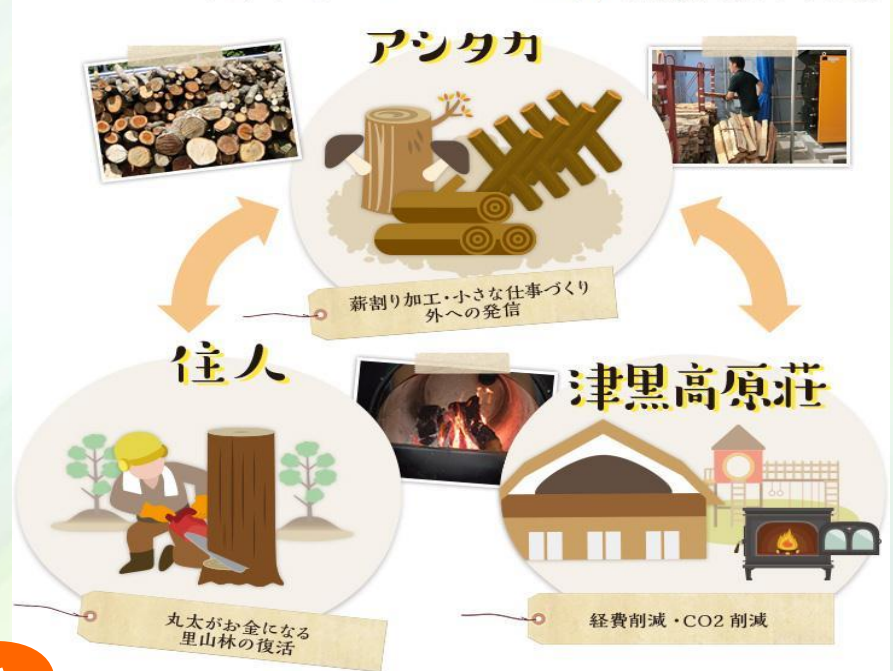 アシタカ
薪割り加工・小さな仕事づくり
外への発信
住人
津黒高原荘
丸太がお金になる
里山林の復活
経費削減・CO2 削減